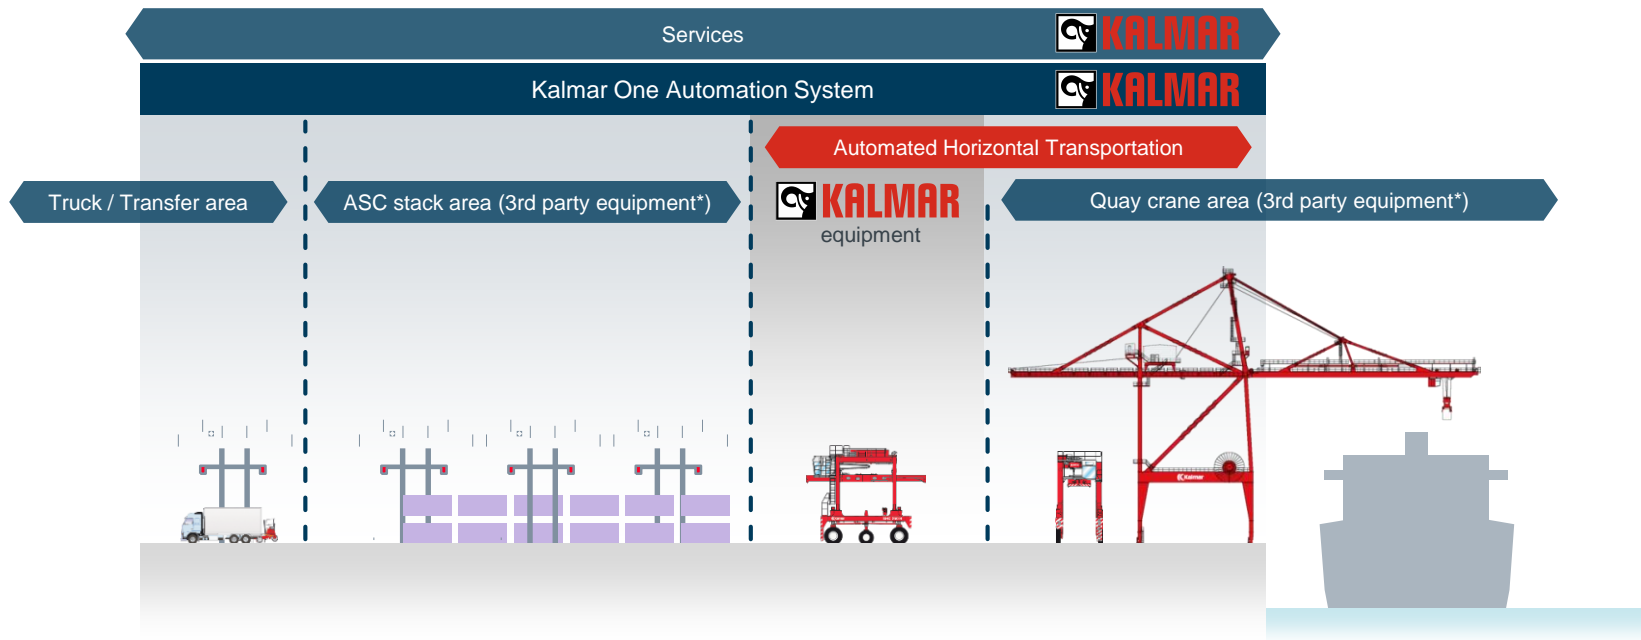 Services
KALMAR
Kalmar One Automation System
KALMAR
Automated Horizontal Transportation
Truck / Transfer area
ASC stack area (3rd party equipment*)
KALMAR
equipment
Quay crane area (3rd party equipment*)
Kalmar